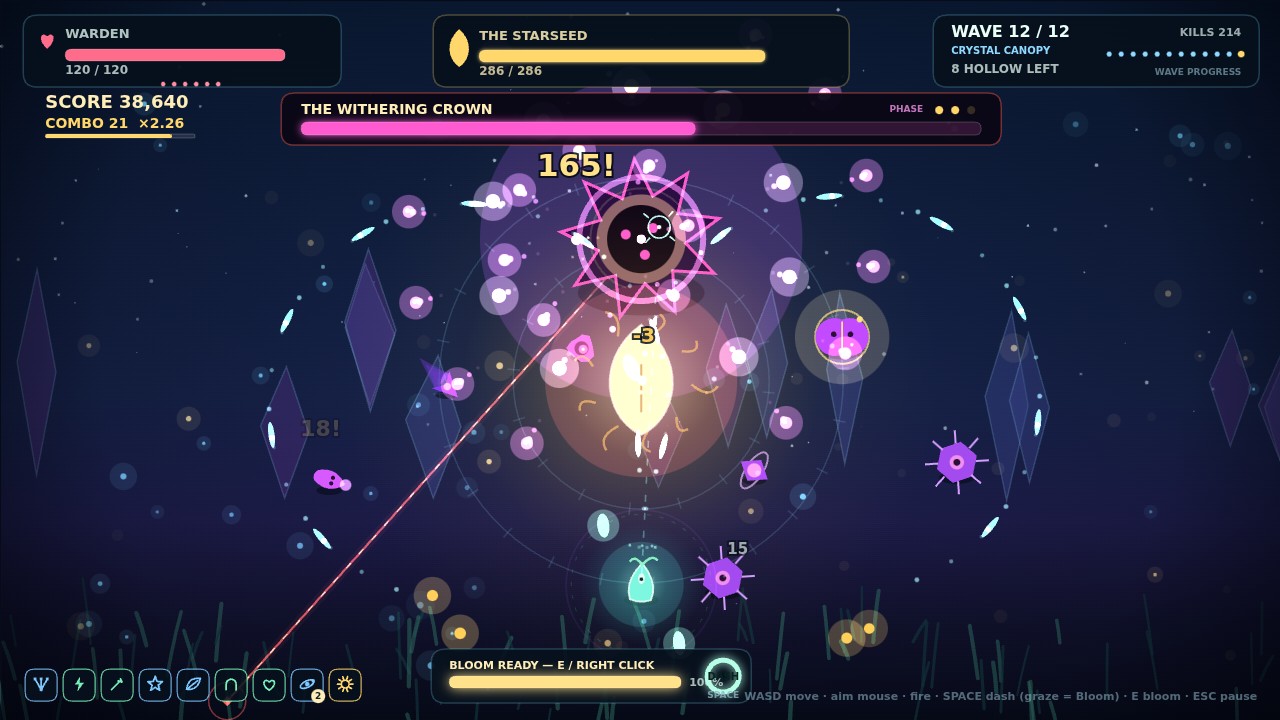 WARDEN
120 / 120
THE STARSEED
286 / 286
WAVE 12 / 12
KILLS 214
CRYSTAL CANOPY
8 HOLLOW LEFT
WAVE PROGRESS
SCORE 38,640
COMBO 21 ×2.26
THE WITHERING CROWN
PHASE
165!
-3
18!
15
BLOOM READY — E / RIGHT CLICK
10 %
SPACE
2
WASD move · aim mouse · fire · SPACE dash (graze = Bloom) · E bloom · ESC pause